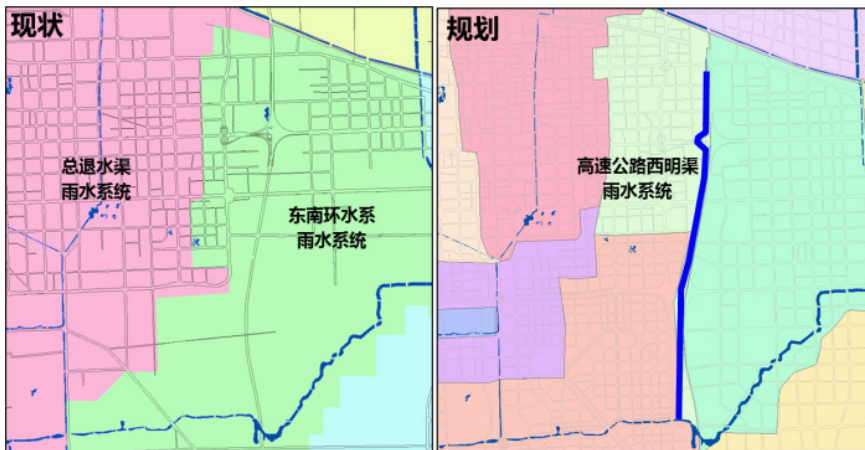 现状
总退水渠
雨水系统
东南环水系
雨水系统
规划
高速公路西明渠
雨水系统